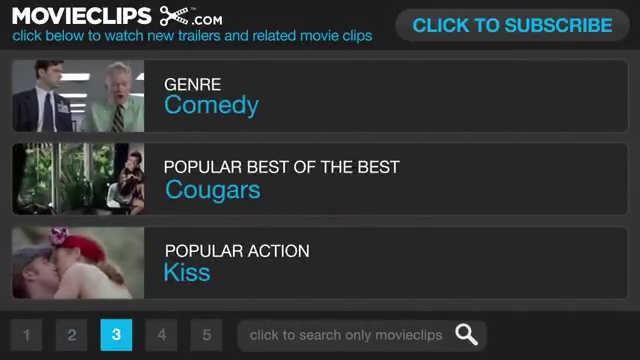 MOVIECLIPS .COM
click below to watch new trailers and related movie clips
CLICK TO SUBSCRIBE
GENRE
Comedy
POPULAR BEST OF THE BEST
Cougars
POPULAR ACTION
Kiss
1 2 3 4 5
click to search only movieclips